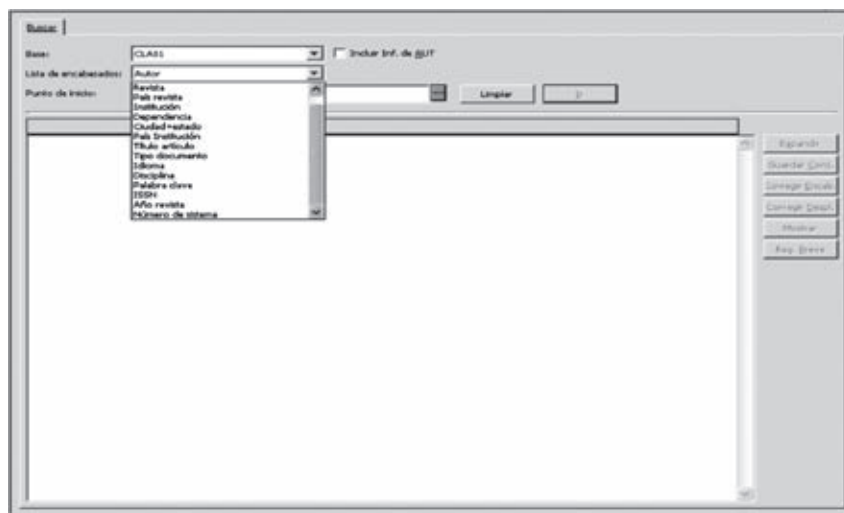 Buscar
Base: CLA01 Incluir Inf. de AUT
Lista de encabezados: Autor
Punto de inicio: Limpiar Ir
Revista
País revista
Institución
Dependencia
Ciudad+estado
País Institución
Título artículo
Tipo documento
Idioma
Disciplina
Palabra clave
ISSN
Año revista
Número de sistema
Expandir
Guardar Cont.
Corregir Encab.
Corregir Despl.
Mostrar
Reg. Breve